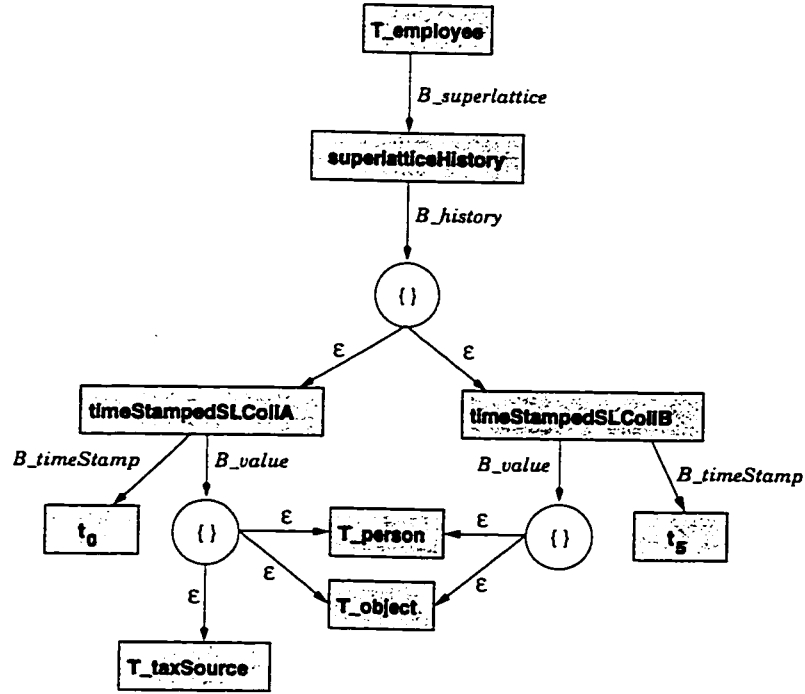 T_employee
B_superlattice
superlatticeHistory
B_history
{ }
ε ε
timeStampedSLCollA timeStampedSLCollB
B_timeStamp B_value B_value B_timeStamp
t0 { } ε T_person ε { } t5
ε ε
ε T_object
T_taxSource